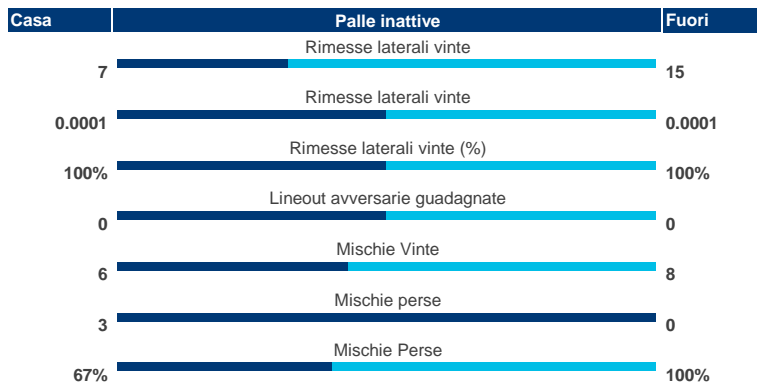 Casa Palle inattive Fuori
Rimesse laterali vinte
7 15
Rimesse laterali vinte
0.0001 0.0001
Rimesse laterali vinte (%)
100% 100%
Lineout avversarie guadagnate
0 0
Mischie Vinte
6 8
Mischie perse
3 0
Mischie Perse
67% 100%